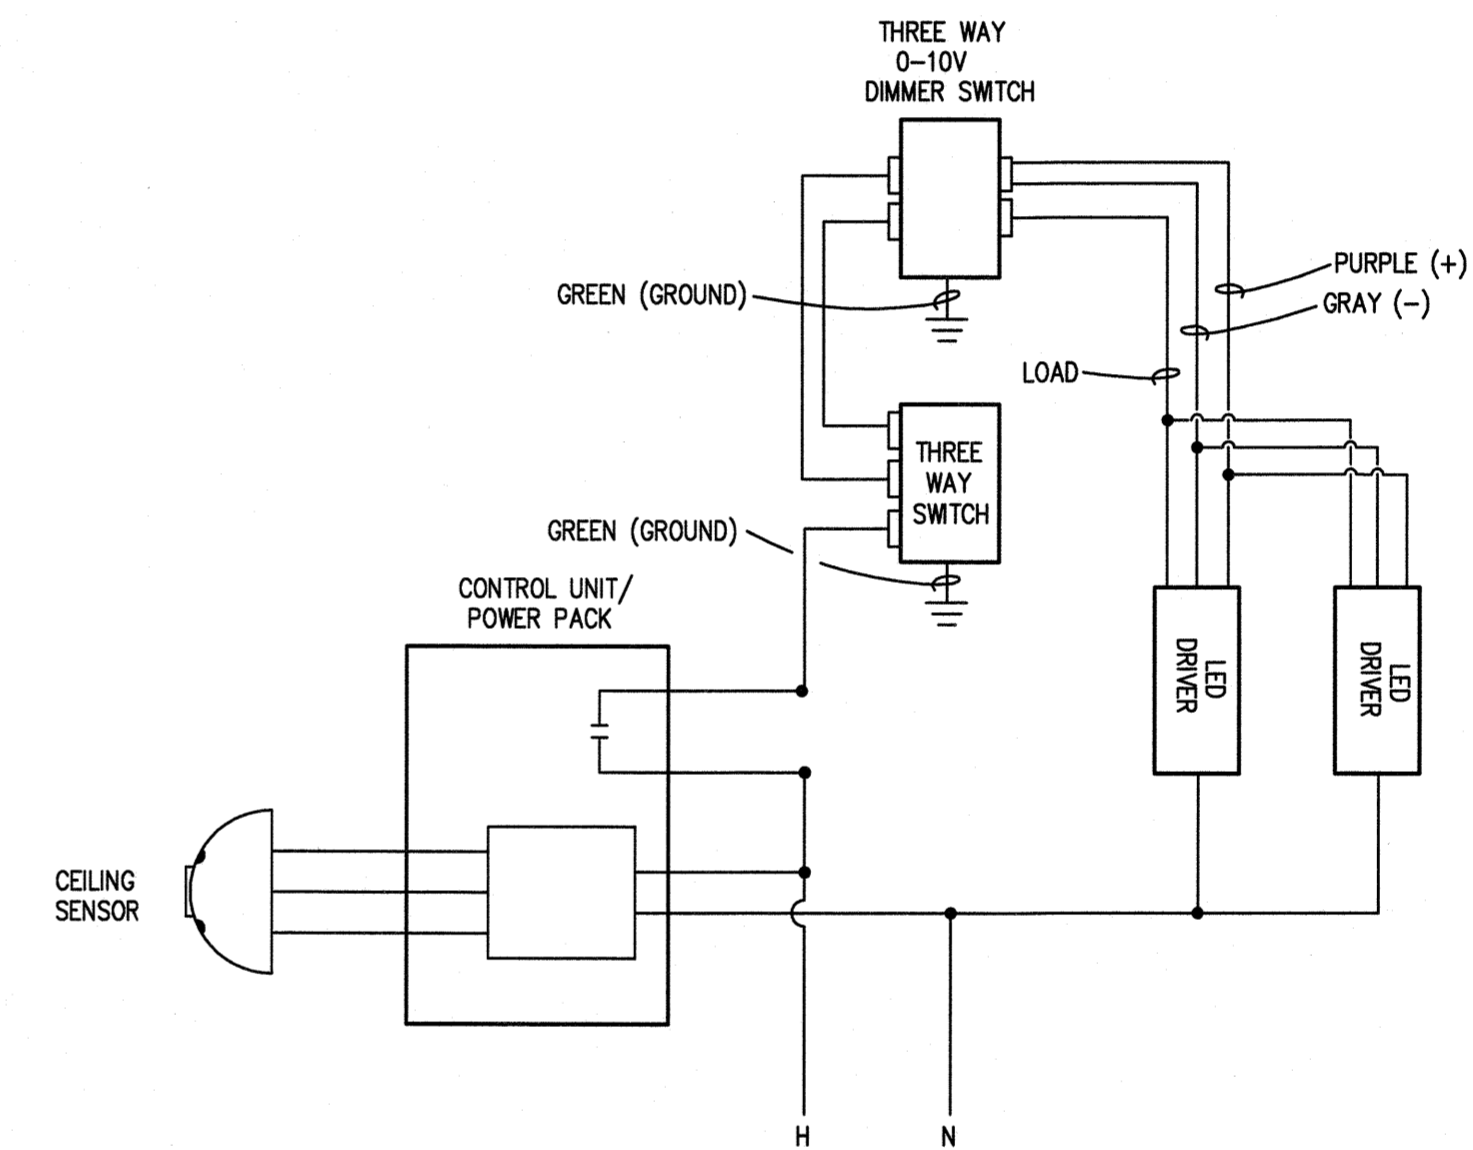 THREE WAY
0-10V
DIMMER SWITCH
PURPLE (+)
GREEN (GROUND)
GRAY (-)
LOAD
THREE
WAY
SWITCH
GREEN (GROUND)
CONTROL UNIT/
POWER PACK
LED
DRIVER
LED
DRIVER
CEILING
SENSOR
H
N